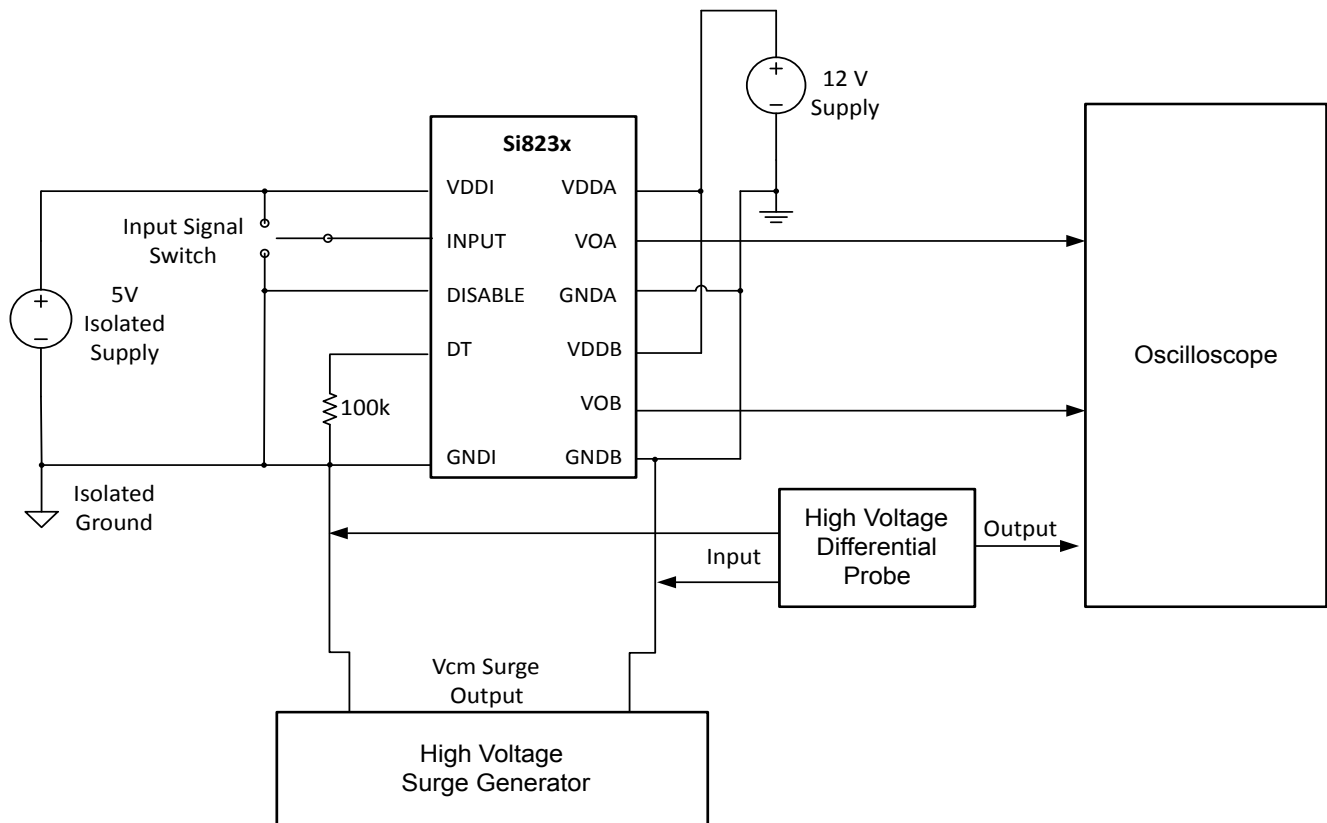 12 V
Supply
Si823x
VDDI
VDDA
Input Signal
Switch
INPUT
VOA
5V
Isolated
Supply
DISABLE
GNDA
DT
VDDB
Oscilloscope
100k
VOB
GNDI
GNDB
Isolated
Ground
High Voltage
Differential
Probe
Output
Input
Vcm Surge
Output
High Voltage
Surge Generator